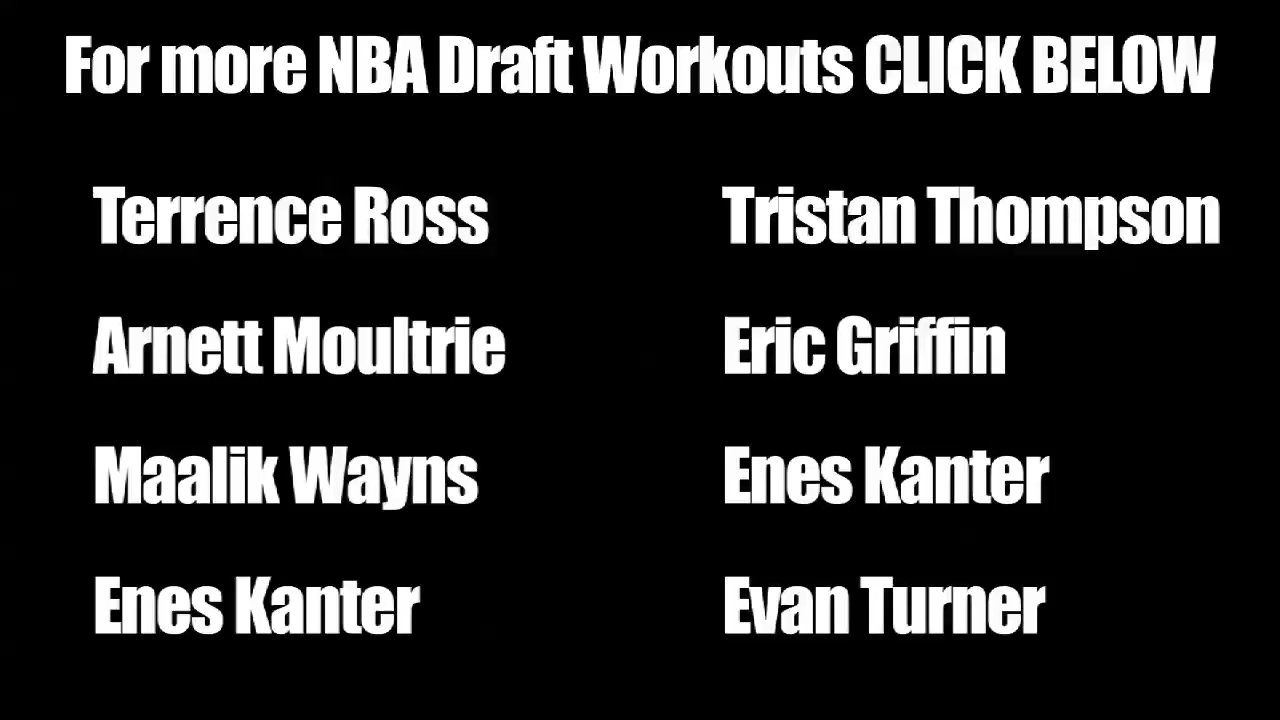 For more NBA Draft Workouts CLICK BELOW
Terrence Ross
Tristan Thompson
Arnett Moultrie
Eric Griffin
Maalik Wayns
Enes Kanter
Enes Kanter
Evan Turner